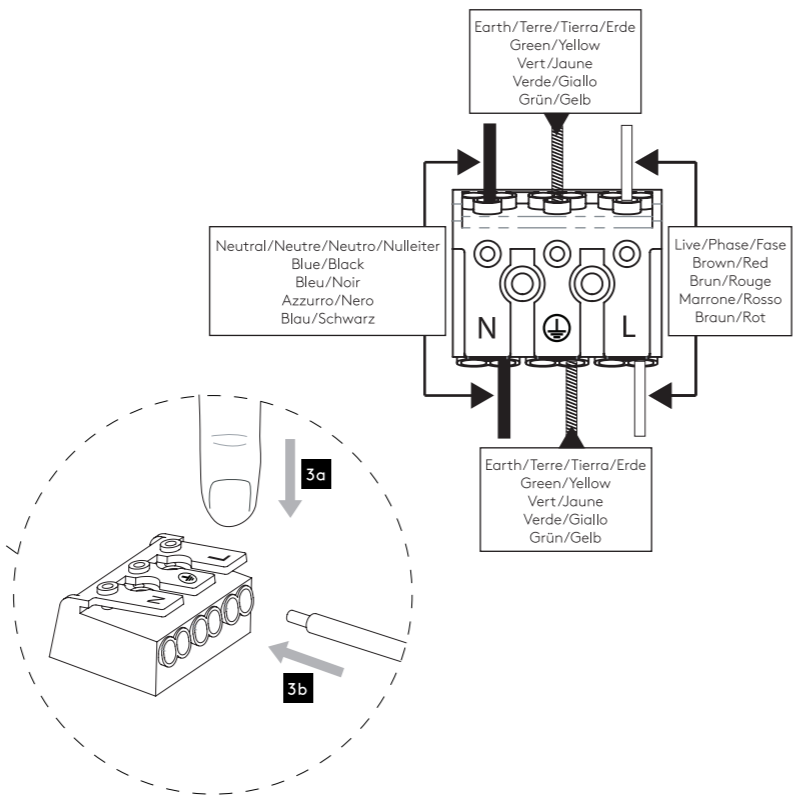 Earth/Terre/Tierra/Erde
Green/Yellow
Vert/Jaune
Verde/Giallo
Grün/Gelb
Neutral/Neutre/Neutro/Nulleiter
Blue/Black
Bleu/Noir
Azzurro/Nero
Blau/Schwarz
Live/Phase/Fase
Brown/Red
Brun/Rouge
Marrone/Rosso
Braun/Rot
N
L
Earth/Terre/Tierra/Erde
Green/Yellow
Vert/Jaune
Verde/Giallo
Grün/Gelb
3a
L
N
3b